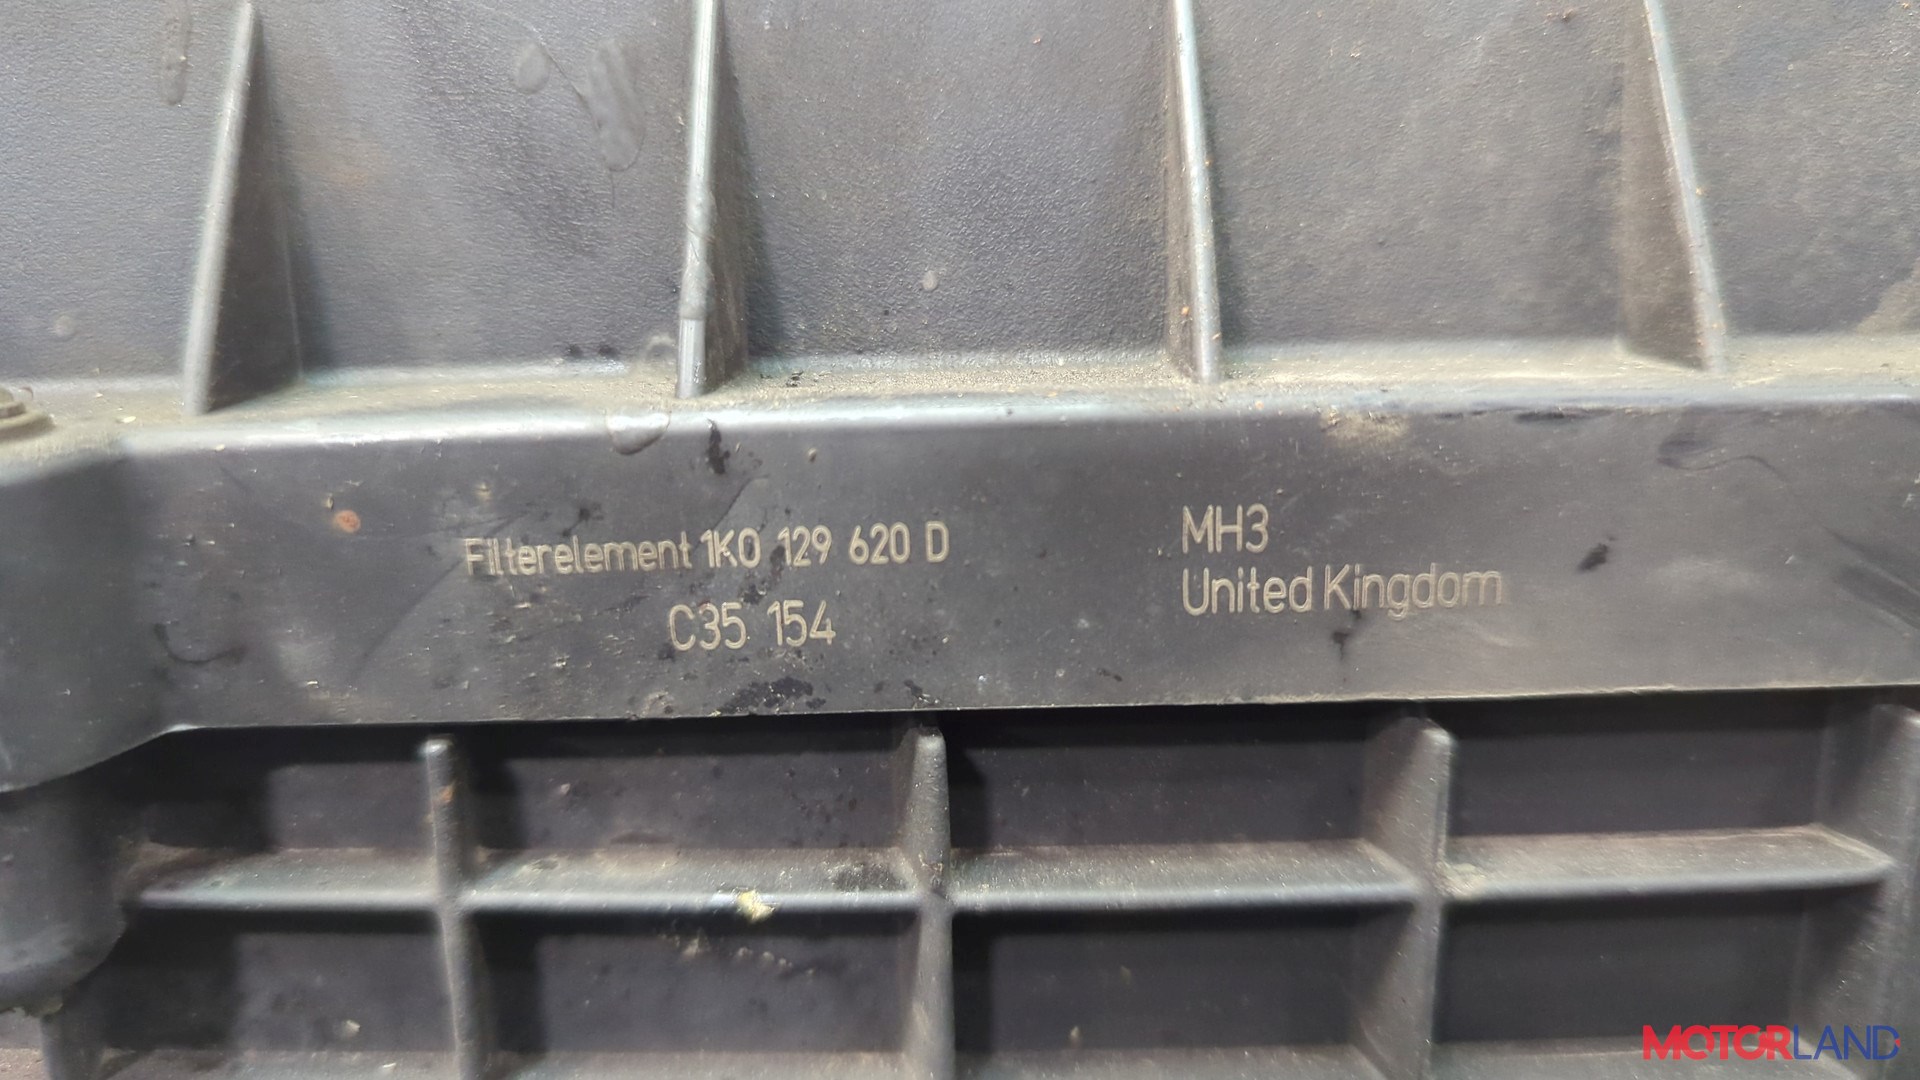 Filterelement 1K0 129 620 D
C35 154
MH3
United Kingdom
MOTORLAND